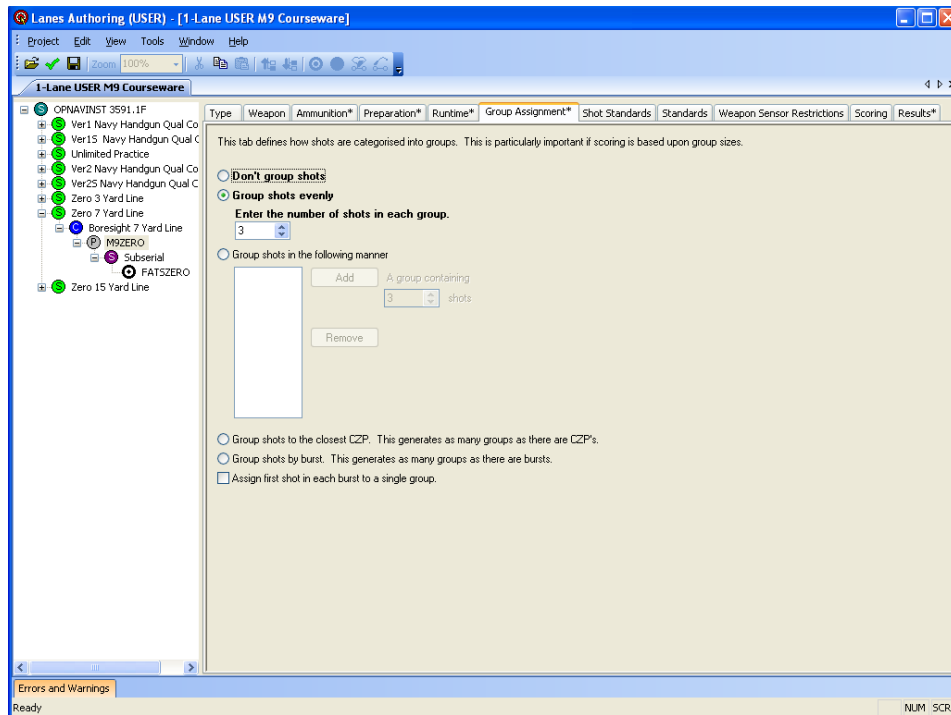 Lanes Authoring (USER) - [1-Lane USER M9 Courseware]
Project Edit View Tools Window Help
Zoom 100%
1-Lane USER M9 Courseware
OPNAVINST 3591.1F
S Ver1 Navy Handgun Qual Co
S Ver1S Navy Handgun Qual C
S Unlimited Practice
S Ver2 Navy Handgun Qual Co
S Ver2S Navy Handgun Qual C
S Zero 3 Yard Line
S Zero 7 Yard Line
C Boresight 7 Yard Line
P M9ZERO
S Subserial
FATSZERO
S Zero 15 Yard Line
Type Weapon Ammunition* Preparation* Runtime* Group Assignment* Shot Standards Standards Weapon Sensor Restrictions Scoring Results*
This tab defines how shots are categorised into groups. This is particularly important if scoring is based upon group sizes.
Don't group shots
Group shots evenly
Enter the number of shots in each group.
3
Group shots in the following manner
Add A group containing
3 shots
Remove
Group shots to the closest CZP. This generates as many groups as there are CZP's.
Group shots by burst. This generates as many groups as there are bursts.
Assign first shot in each burst to a single group.
Errors and Warnings
Ready NUM SCR